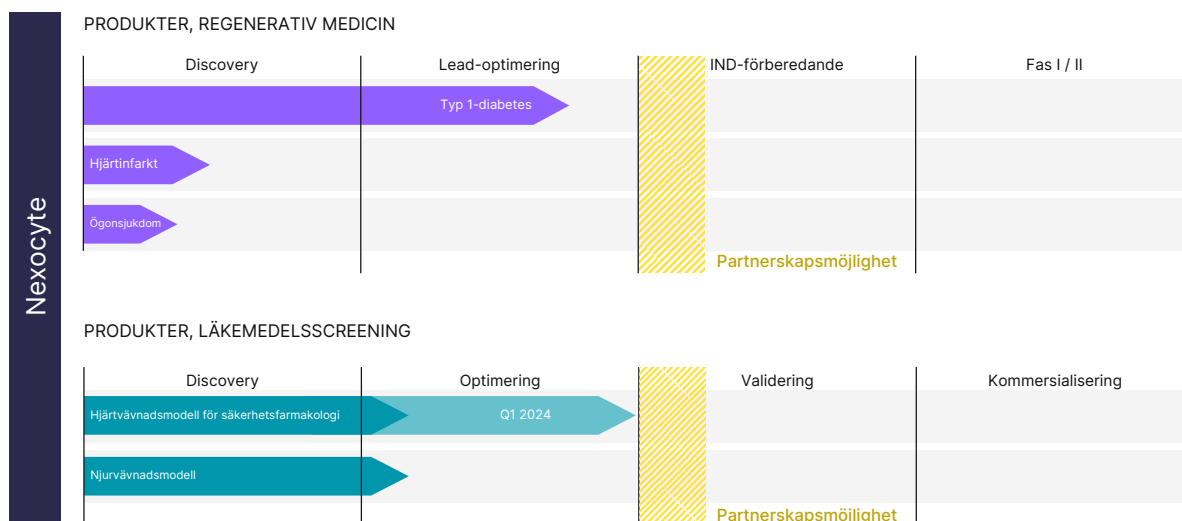 Nexocyte
PRODUKTER, REGENERATIV MEDICIN
Discovery
Lead-optimering
IND-förberedande
Fas I / II
Typ 1-diabetes
Hjärtinfarkt
Ögonsjukdom
Partnerskapsmöjlighet
PRODUKTER, LÄKEMEDELSSCREENING
Discovery
Optimering
Validering
Kommersialisering
Hjärtvävnadsmodell för säkerhetsfarmakologi
Q1 2024
Njurvävnadsmodell
Partnerskapsmöjlighet